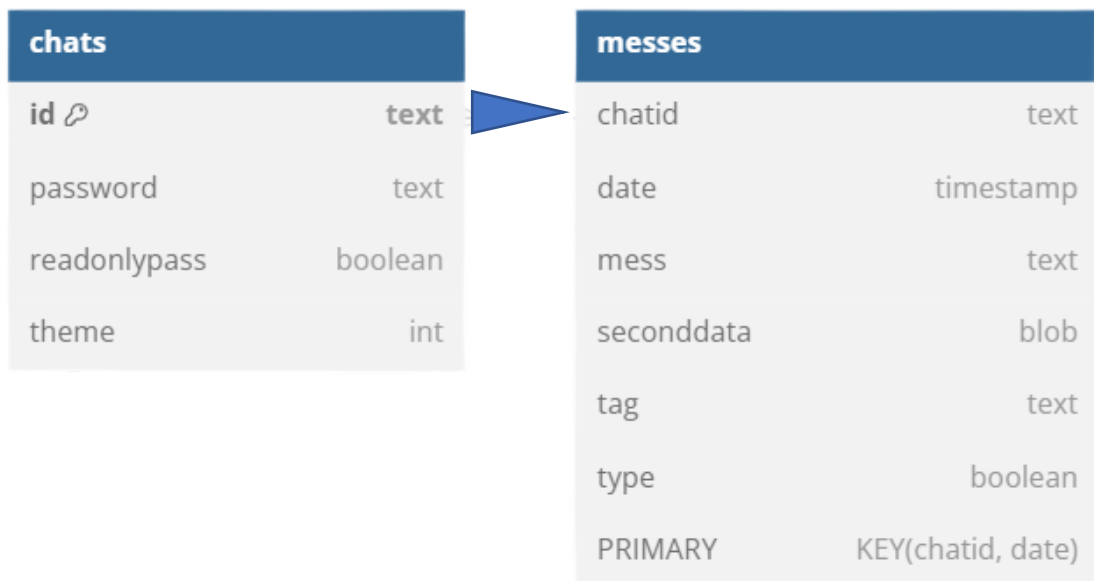 chats
id text
password text
readonlypass boolean
theme int
messes
chatid text
date timestamp
mess text
seconddata blob
tag text
type boolean
PRIMARY KEY(chatid, date)